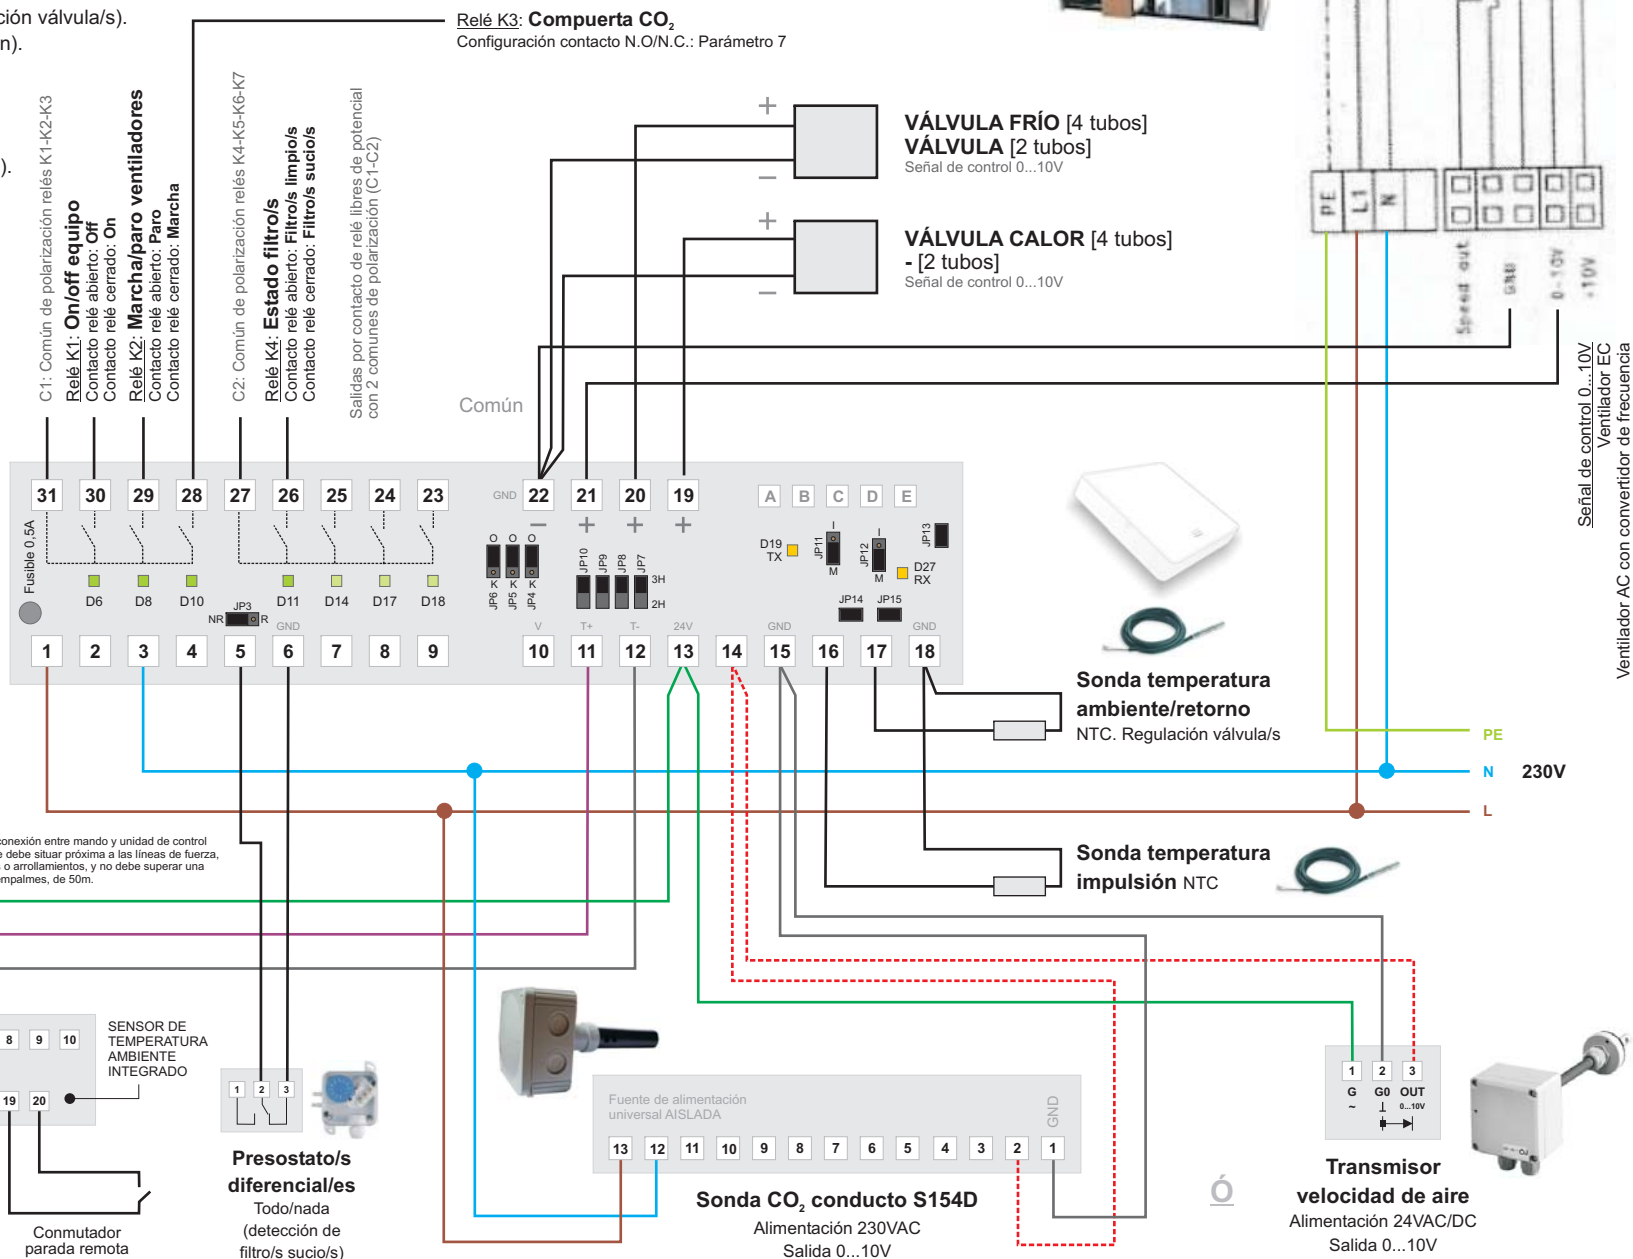 ción válvula/s).
n).
).
Relé K3: Compuerta CO₂
Configuración contacto N.O/N.C.: Parámetro 7
C1: Común de polarización relés K1-K2-K3
Relé K1: On/off equipo
Contacto relé abierto: Off
Contacto relé cerrado: On
Relé K2: Marcha/paro ventiladores
Contacto relé abierto: Paro
Contacto relé cerrado: Marcha
C2: Común de polarización relés K4-K5-K6-K7
Relé K4: Estado filtro/s
Contacto relé abierto: Filtro/s limpio/s
Contacto relé cerrado: Filtro/s sucio/s
Salidas por contacto de relé libres de potencial
con 2 comunes de polarización (C1-C2)
+
VÁLVULA FRÍO [4 tubos]
VÁLVULA [2 tubos]
Señal de control 0...10V
–
+
VÁLVULA CALOR [4 tubos]
- [2 tubos]
Señal de control 0...10V
–
PE L1 N
Speed out GND 0-10V +10V
Señal de control 0...10V
Ventilador EC
Ventilador AC con convertidor de frecuencia
Común
31 30 29 28 27 26 25 24 23 GND 22 21 20 19
– + + +
A B C D E
Fusible 0,5A
D6 D8 D10 D11 D14 D17 D18
JP3
NR R
GND
O O O
K K K
JP6 JP5 JP4
JP10 JP9 JP8 JP7
3H
2H
D19
TX
JP11
I
M
JP12
I
M
JP13
D27
RX
JP14 JP15
V T+ T- 24V GND GND
1 2 3 4 5 6 7 8 9 10 11 12 13 14 15 16 17 18
Sonda temperatura
ambiente/retorno
NTC. Regulación válvula/s
PE
N 230V
L
conexión entre mando y unidad de control
e debe situar próxima a las líneas de fuerza,
s o arrollamientos, y no debe superar una
empalmes, de 50m.
Sonda temperatura
impulsión NTC
8 9 10
19 20
SENSOR DE
TEMPERATURA
AMBIENTE
INTEGRADO
Conmutador
parada remota
1 2 3
Presostato/s
diferencial/es
Todo/nada
(detección de
filtro/s sucio/s)
Fuente de alimentación
universal AISLADA
GND
13 12 11 10 9 8 7 6 5 4 3 2 1
Sonda CO₂ conducto S154D
Alimentación 230VAC
Salida 0...10V
Ó
1 2 3
G G0 OUT
~ ⊥ 0...10V
Transmisor
velocidad de aire
Alimentación 24VAC/DC
Salida 0...10V